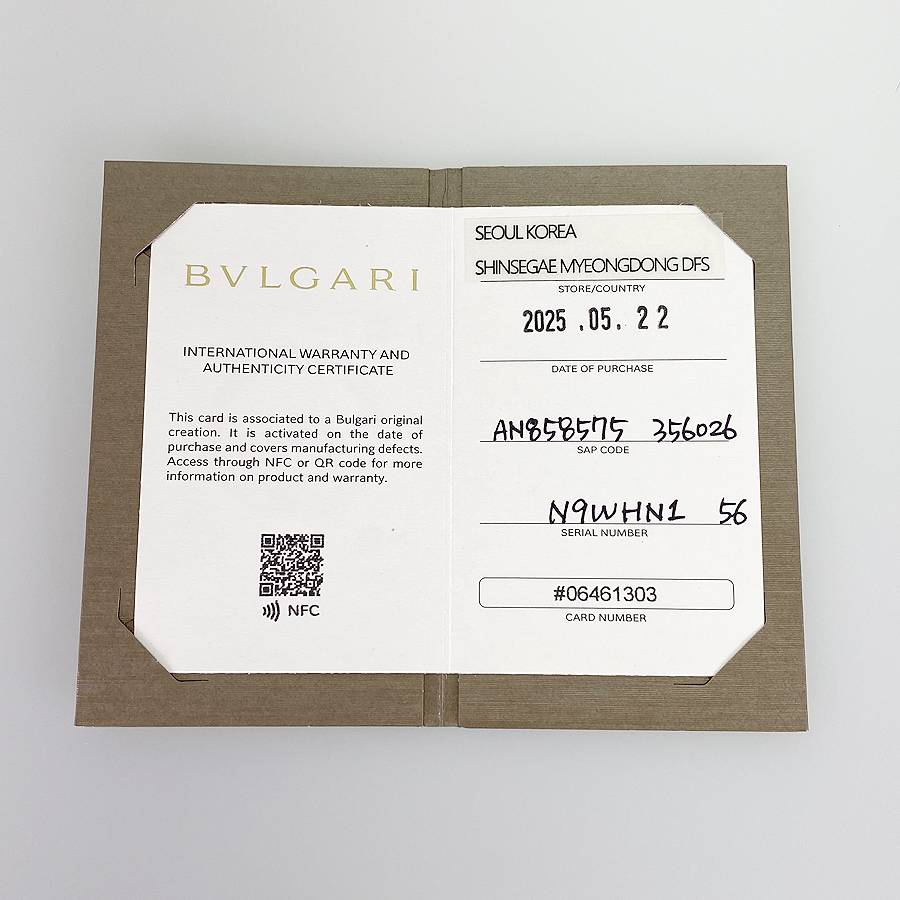 BVLGARI
INTERNATIONAL WARRANTY AND
AUTHENTICITY CERTIFICATE
This card is associated to a Bulgari original
creation. It is activated on the date of
purchase and covers manufacturing defects.
Access through NFC or QR code for more
information on product and warranty.
NFC
SEOUL KOREA
SHINSEGAE MYEONGDONG DFS
STORE/COUNTRY
2025 .05. 22
DATE OF PURCHASE
AN858575 356026
SAP CODE
N9WHN1 56
SERIAL NUMBER
#06461303
CARD NUMBER